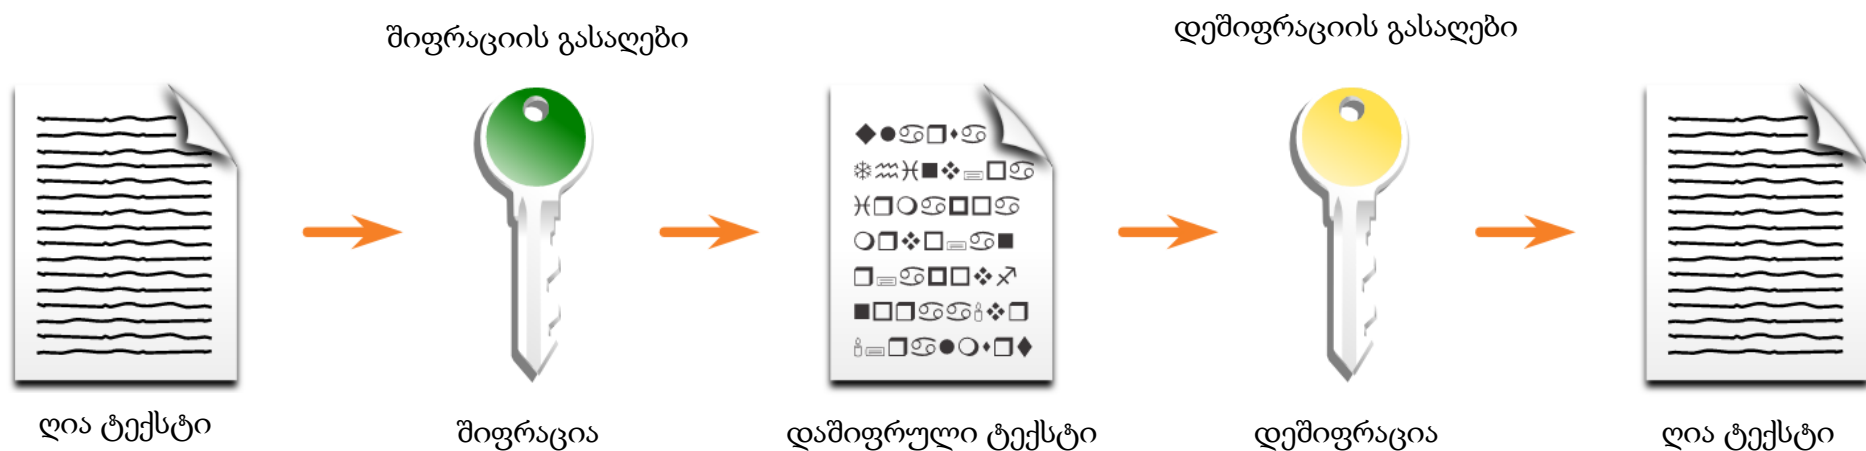 შიფრაციის გასაღები
დეშიფრაციის გასაღები
ღია ტექსტი
შიფრაცია
დაშიფრული ტექსტი
დეშიფრაცია
ღია ტექსტი